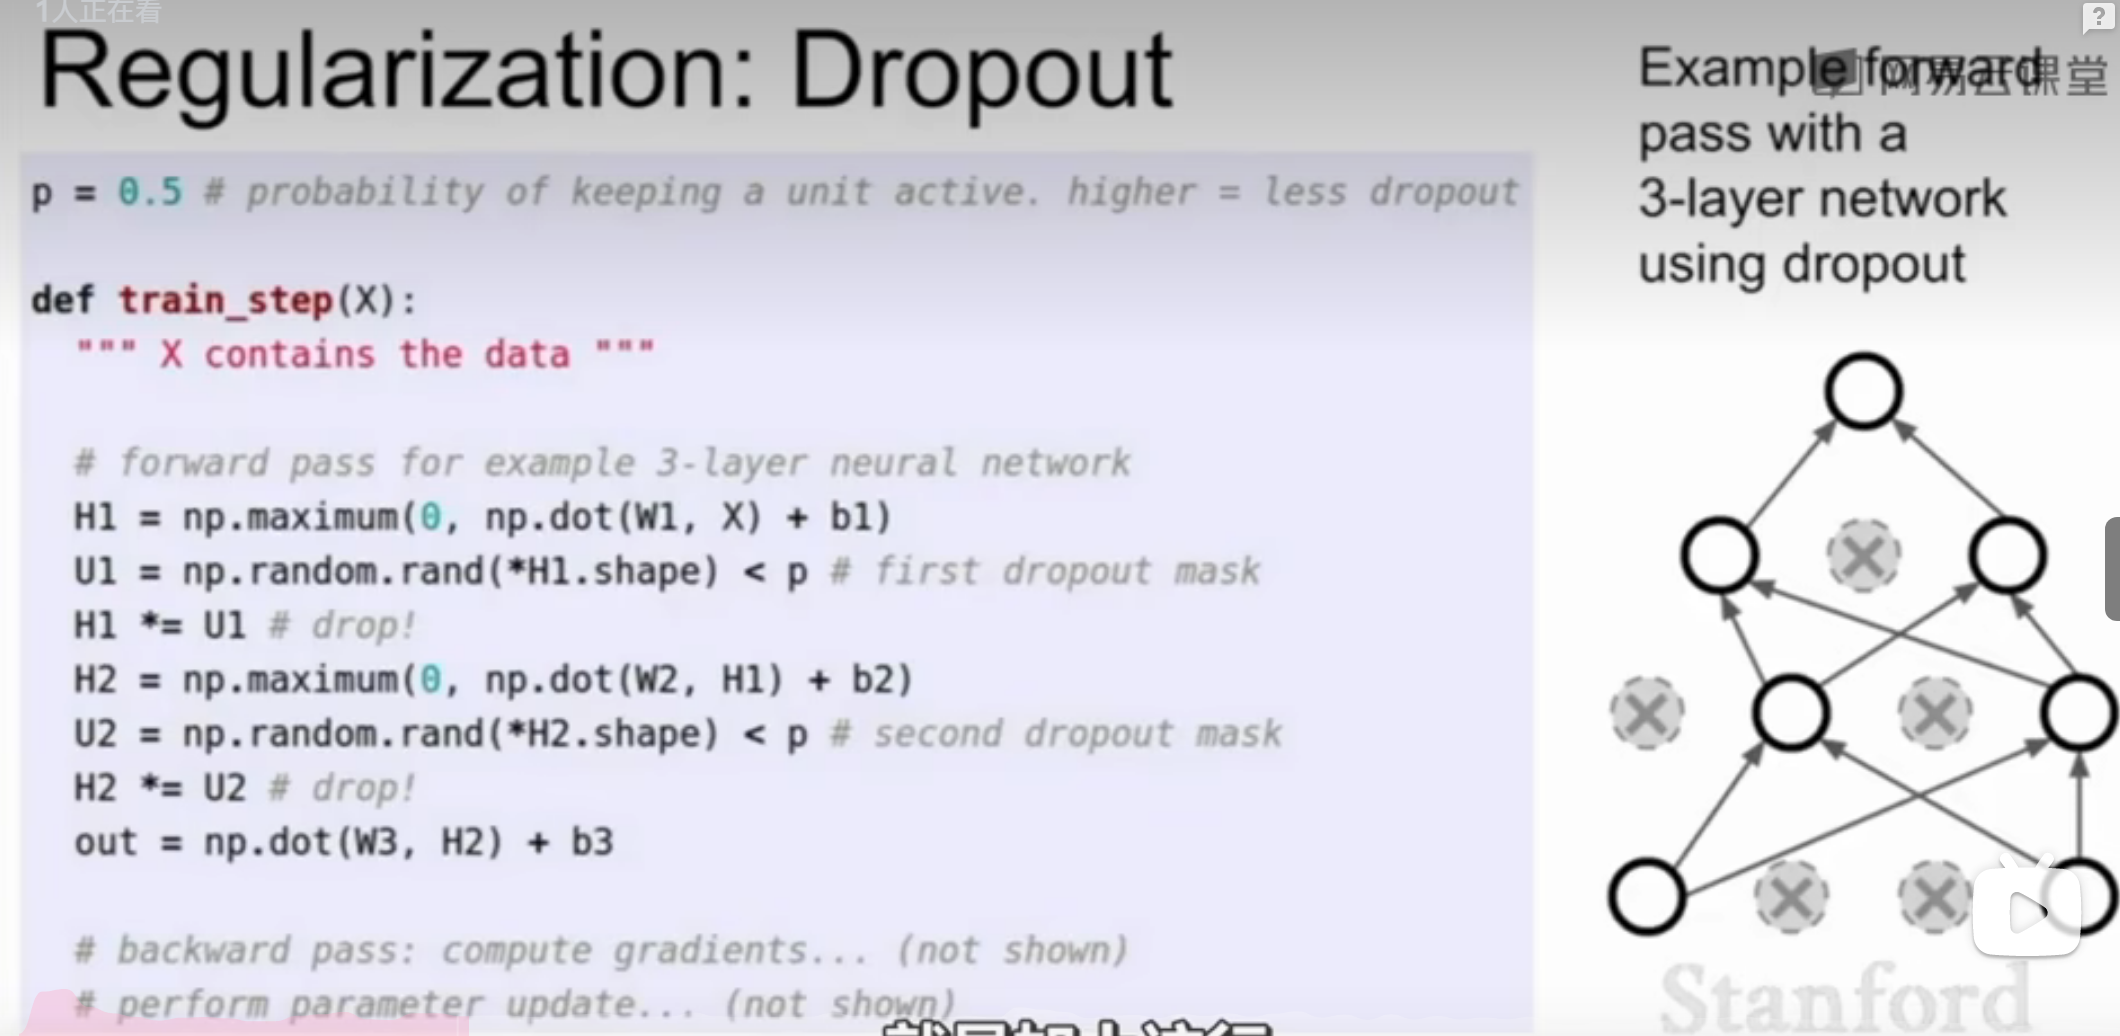 1人正在看
Regularization: Dropout
p = 0.5 # probability of keeping a unit active. higher = less dropout
def train_step(X):
""" X contains the data """
# forward pass for example 3-layer neural network
H1 = np.maximum(0, np.dot(W1, X) + b1)
U1 = np.random.rand(*H1.shape) < p # first dropout mask
H1 *= U1 # drop!
H2 = np.maximum(0, np.dot(W2, H1) + b2)
U2 = np.random.rand(*H2.shape) < p # second dropout mask
H2 *= U2 # drop!
out = np.dot(W3, H2) + b3
# backward pass: compute gradients... (not shown)
# perform parameter update... (not shown)
Example forward
网易云课堂
pass with a
3-layer network
using dropout
Stanford
?